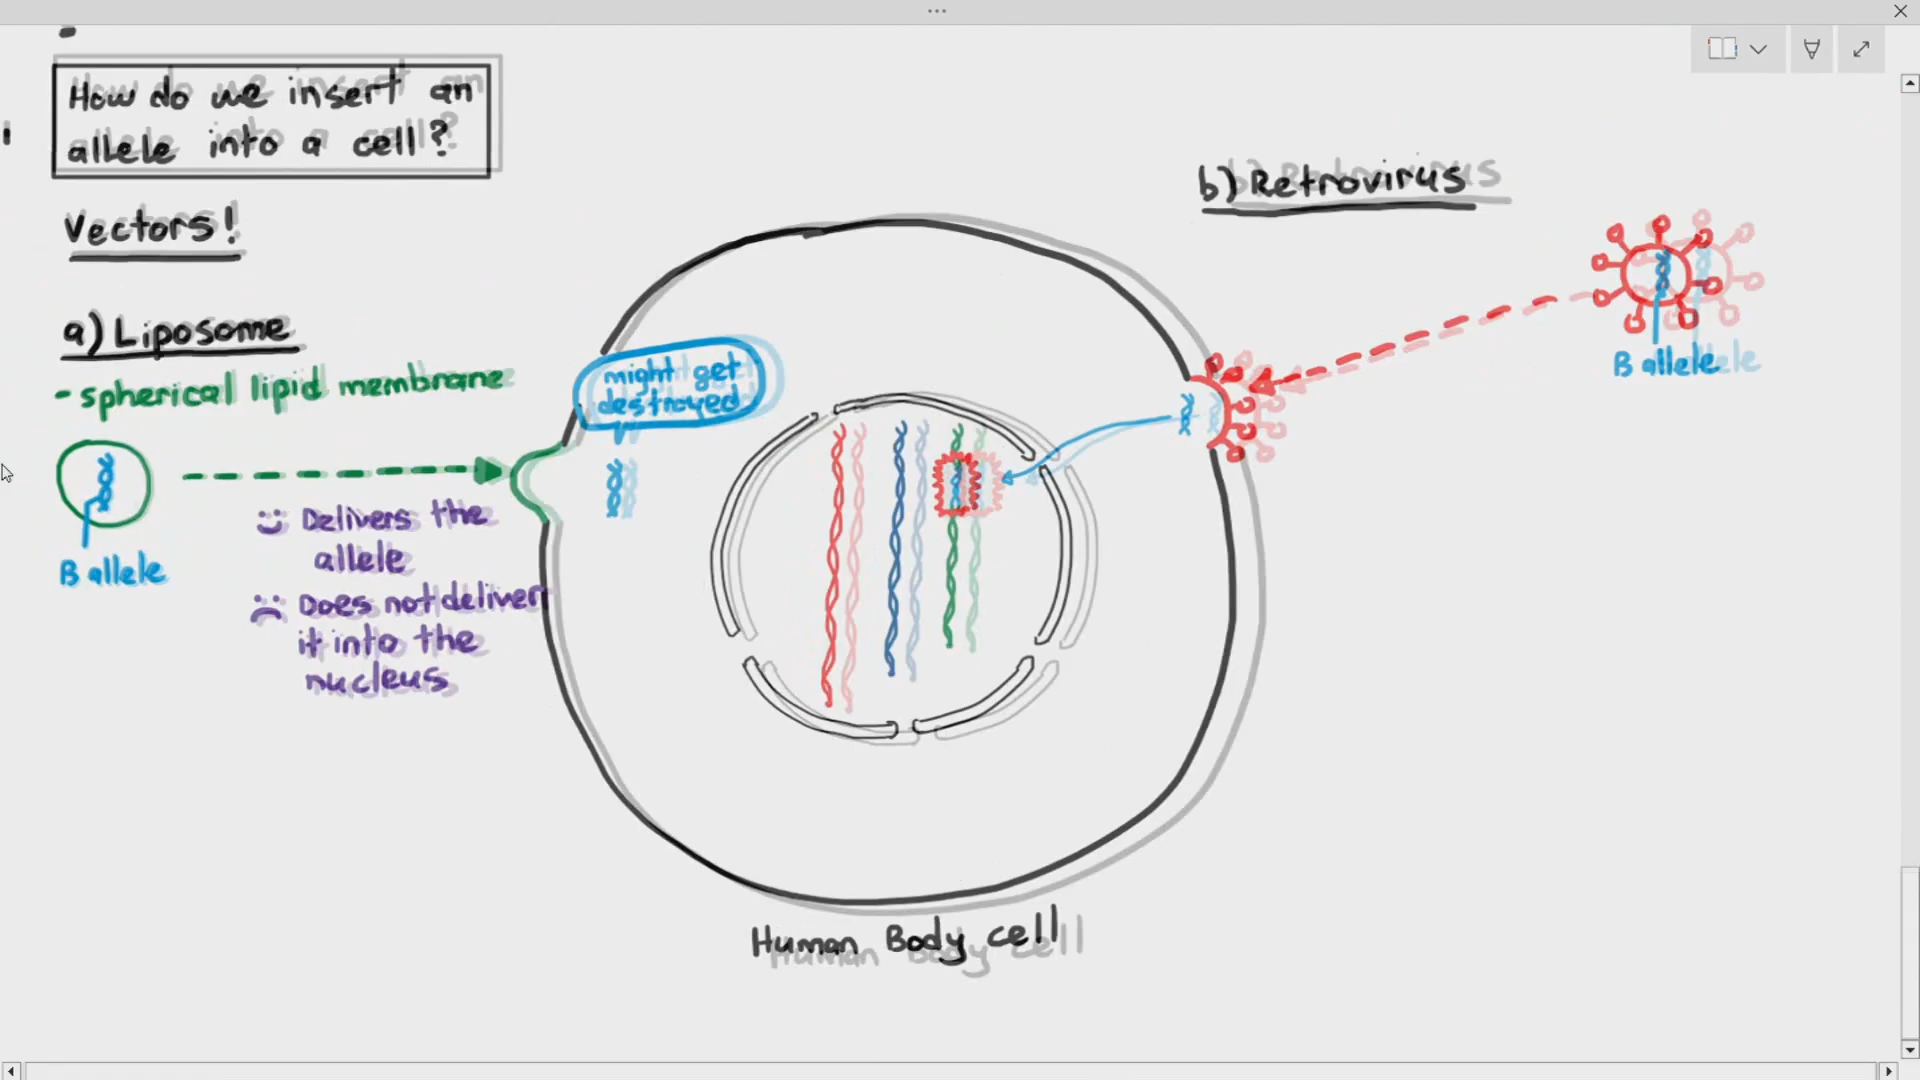 How do we insert an
allele into a cell?
Vectors!
a) Liposome
- spherical lipid membrane
B allele
Delivers the
allele
Does not deliver
it into the
nucleus
might get
destroyed
b) Retrovirus
B allele
Human Body cell